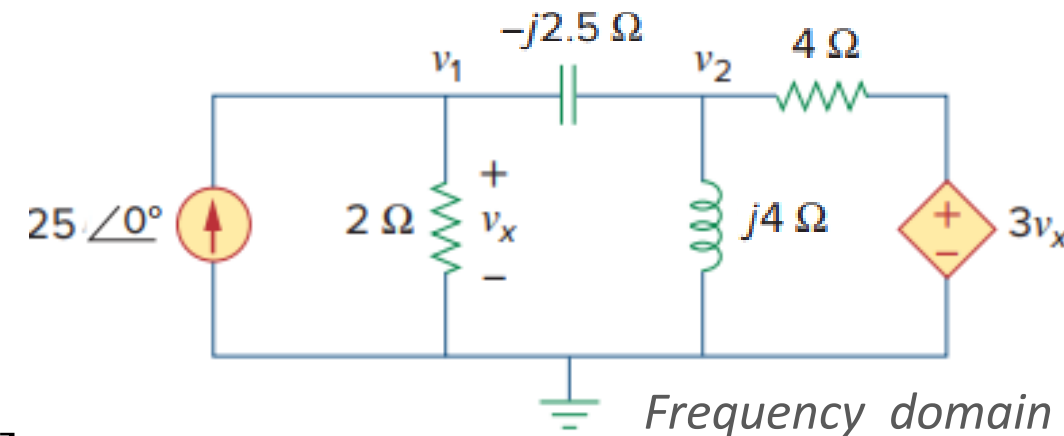 −j2.5 Ω
4 Ω
v₁
v₂
+
25 ∠0°
2 Ω
vₓ
−
j4 Ω
+
−
3vₓ
Frequency domain